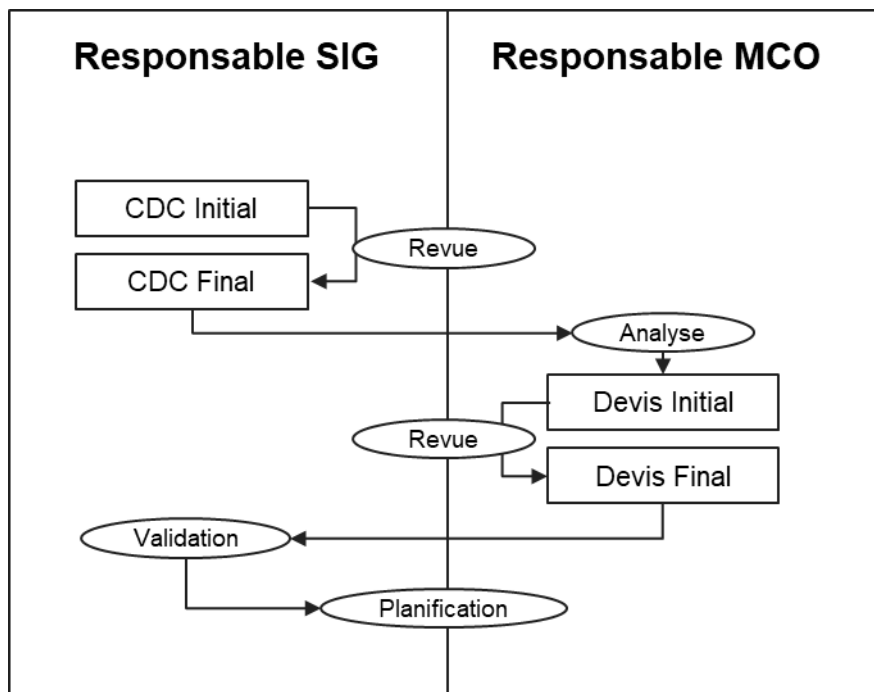 Responsable SIG
Responsable MCO
CDC Initial
Revue
CDC Final
Analyse
Devis Initial
Revue
Devis Final
Validation
Planification